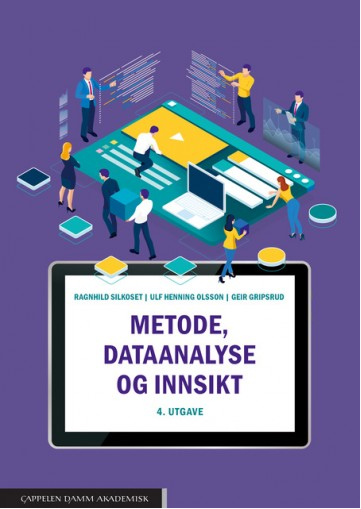 RAGNHILD SILKOSET | ULF HENNING OLSSON | GEIR GRIPSRUD
METODE,
DATAANALYSE
OG INNSIKT
4. UTGAVE
CAPPELEN DAMM AKADEMISK